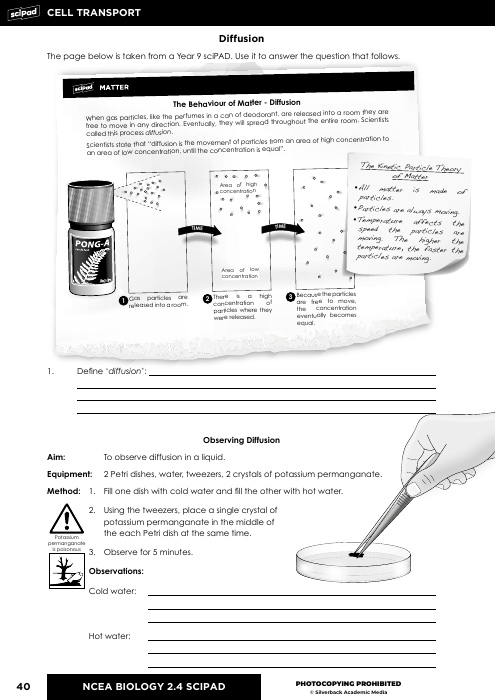 scipad CELL TRANSPORT
Diffusion
The page below is taken from a Year 9 sciPAD. Use it to answer the question that follows.
scipad MATTER
The Behaviour of Matter - Diffusion
When gas particles, like the perfumes in a can of deodorant, are released into a room they are
free to move in any direction. Eventually, they will spread throughout the entire room. Scientists
called this process diffusion.
Scientists state that "diffusion is the movement of particles from an area of high concentration to
an area of low concentration, until the concentration is equal".
The Kinetic Particle Theory
of Matter
•All matter is made of
particles.
•Particles are always moving.
•Temperature affects the
speed the particles are
moving. The higher the
temperature, the faster the
particles are moving.
PONG-A
Area of high
concentration
TIME
TIME
Area of low
concentration
1 Gas particles are
released into a room.
2 There is a high
concentration of
particles where they
were released.
3 Because the particles
are free to move,
the concentration
eventually becomes
equal.
1. Define 'diffusion':
Observing Diffusion
Aim: To observe diffusion in a liquid.
Equipment: 2 Petri dishes, water, tweezers, 2 crystals of potassium permanganate.
Method: 1. Fill one dish with cold water and fill the other with hot water.
2. Using the tweezers, place a single crystal of
potassium permanganate in the middle of
the each Petri dish at the same time.
Potassium
permanganate
is poisonous
3. Observe for 5 minutes.
Observations:
Cold water:
Hot water:
40 NCEA BIOLOGY 2.4 SCIPAD
PHOTOCOPYING PROHIBITED
© Silverback Academic Media